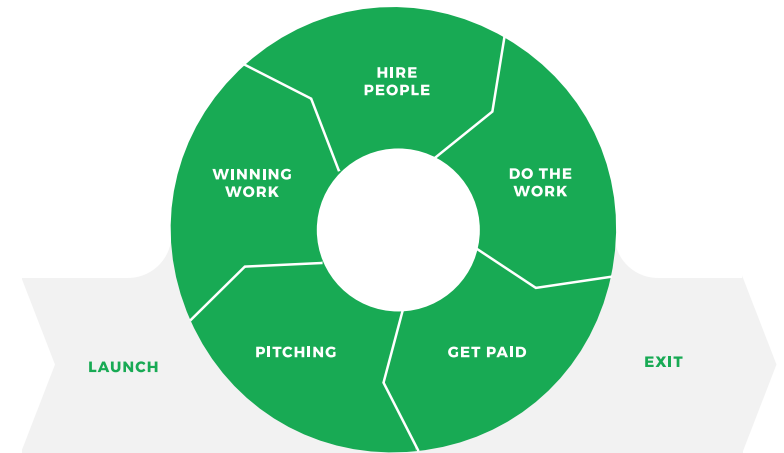 HIRE
PEOPLE
WINNING
WORK
DO THE
WORK
PITCHING
GET PAID
LAUNCH
EXIT